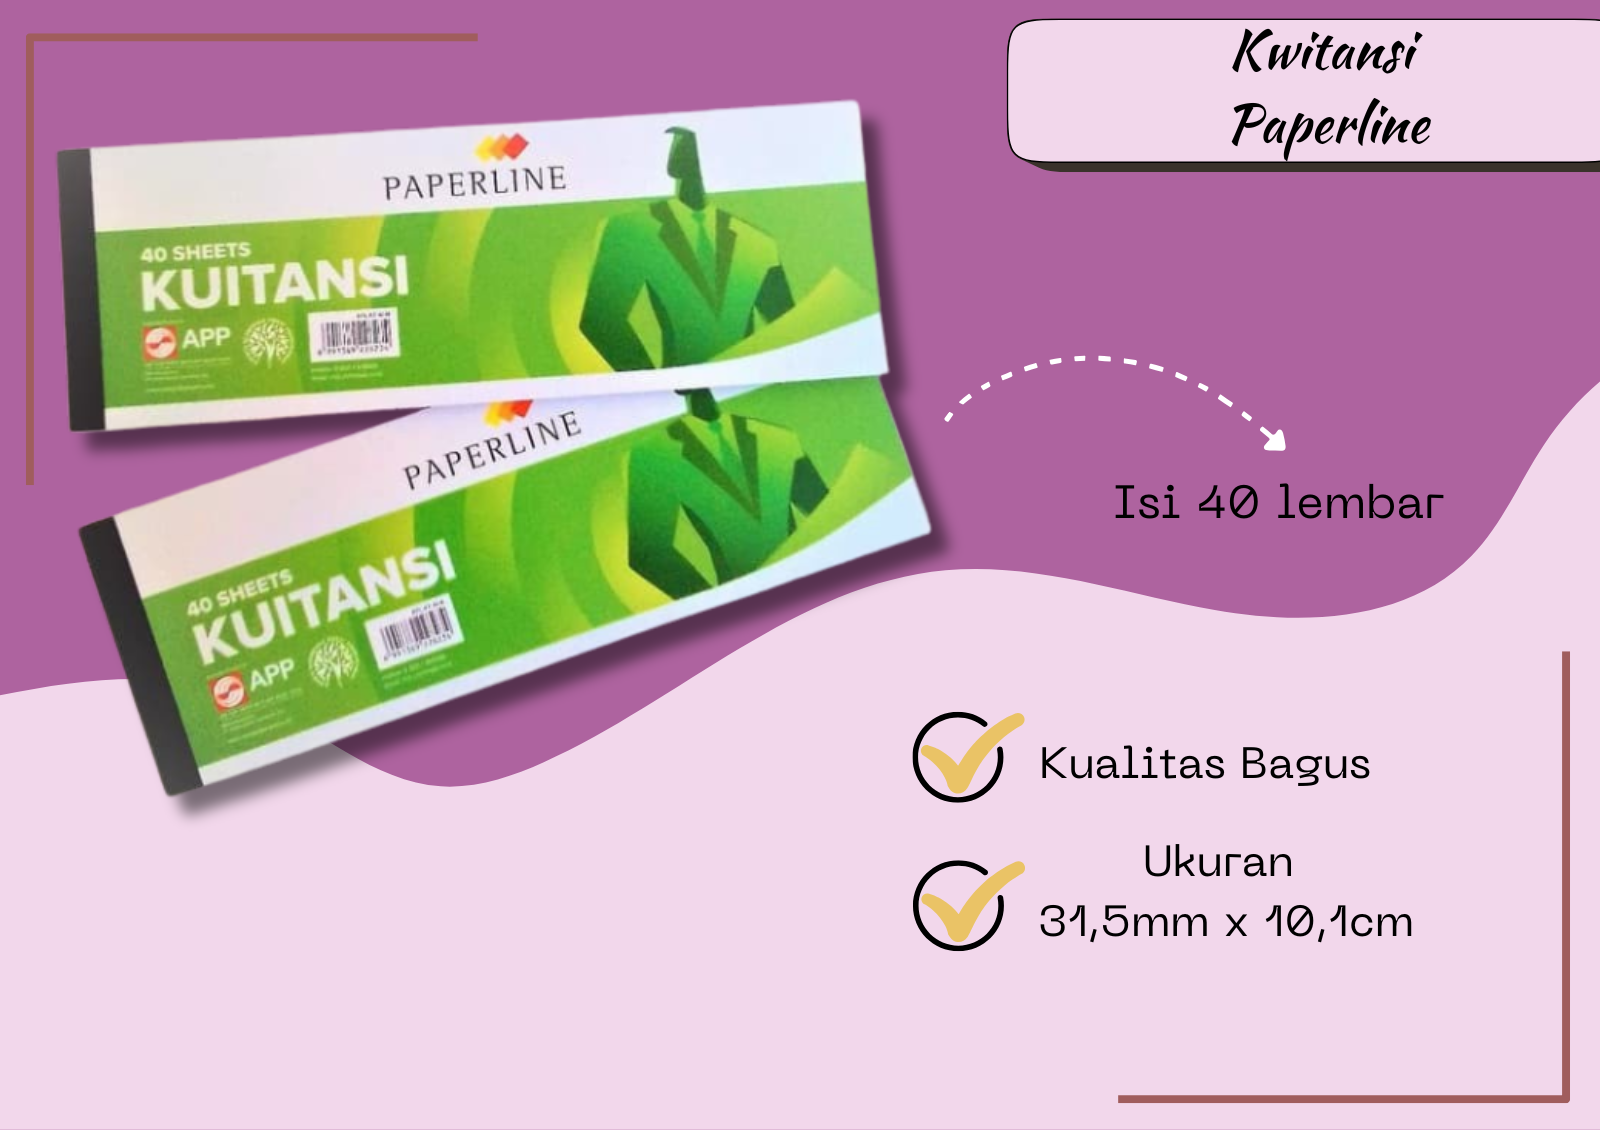 Kwitansi
Paperline
PAPERLINE
40 SHEETS
KUITANSI
APP
PAPERLINE
40 SHEETS
KUITANSI
APP
Isi 40 lembar
Kualitas Bagus
Ukuran
31,5mm x 10,1cm